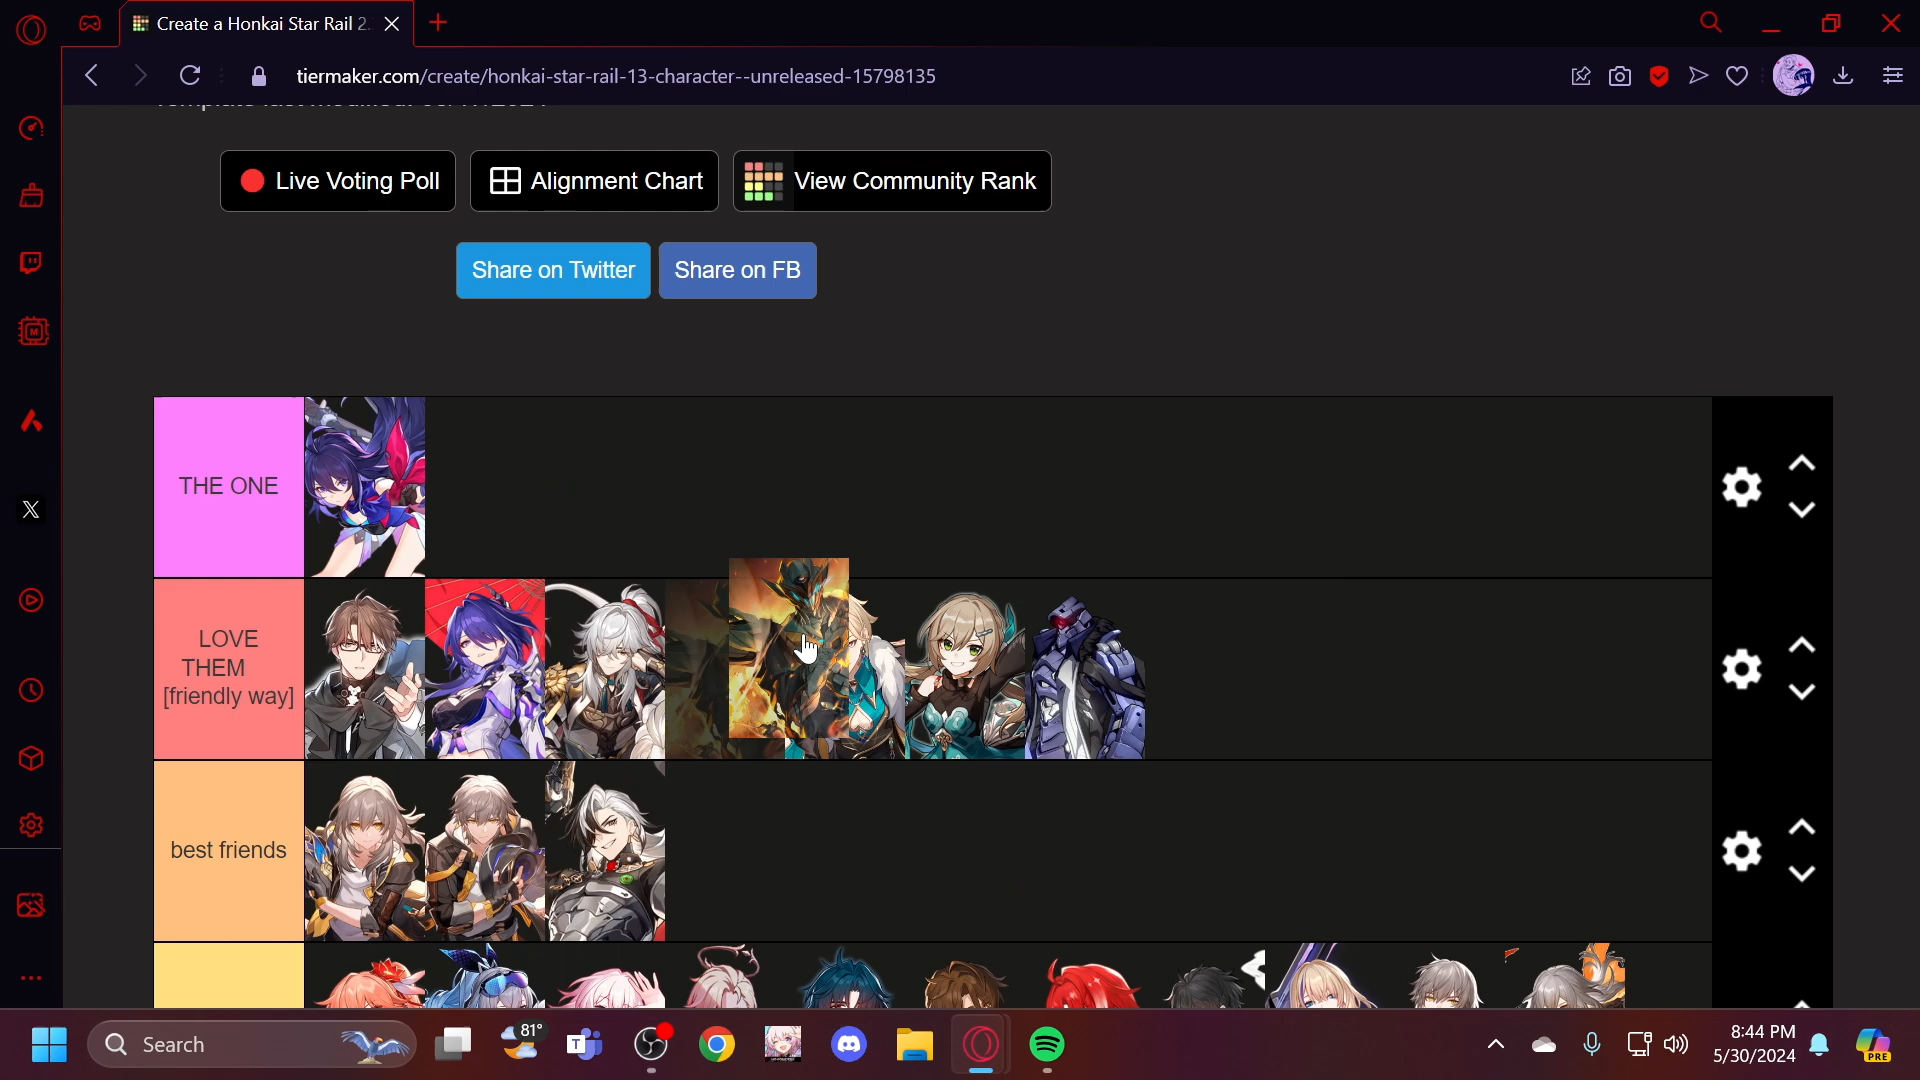 Create a Honkai Star Rail 2.
tiermaker.com/create/honkai-star-rail-13-character--unreleased-15798135
Live Voting Poll
Alignment Chart
View Community Rank
Share on Twitter
Share on FB
THE ONE
LOVE
THEM
[friendly way]
best friends
Search
81°
8:44 PM
5/30/2024
PRE